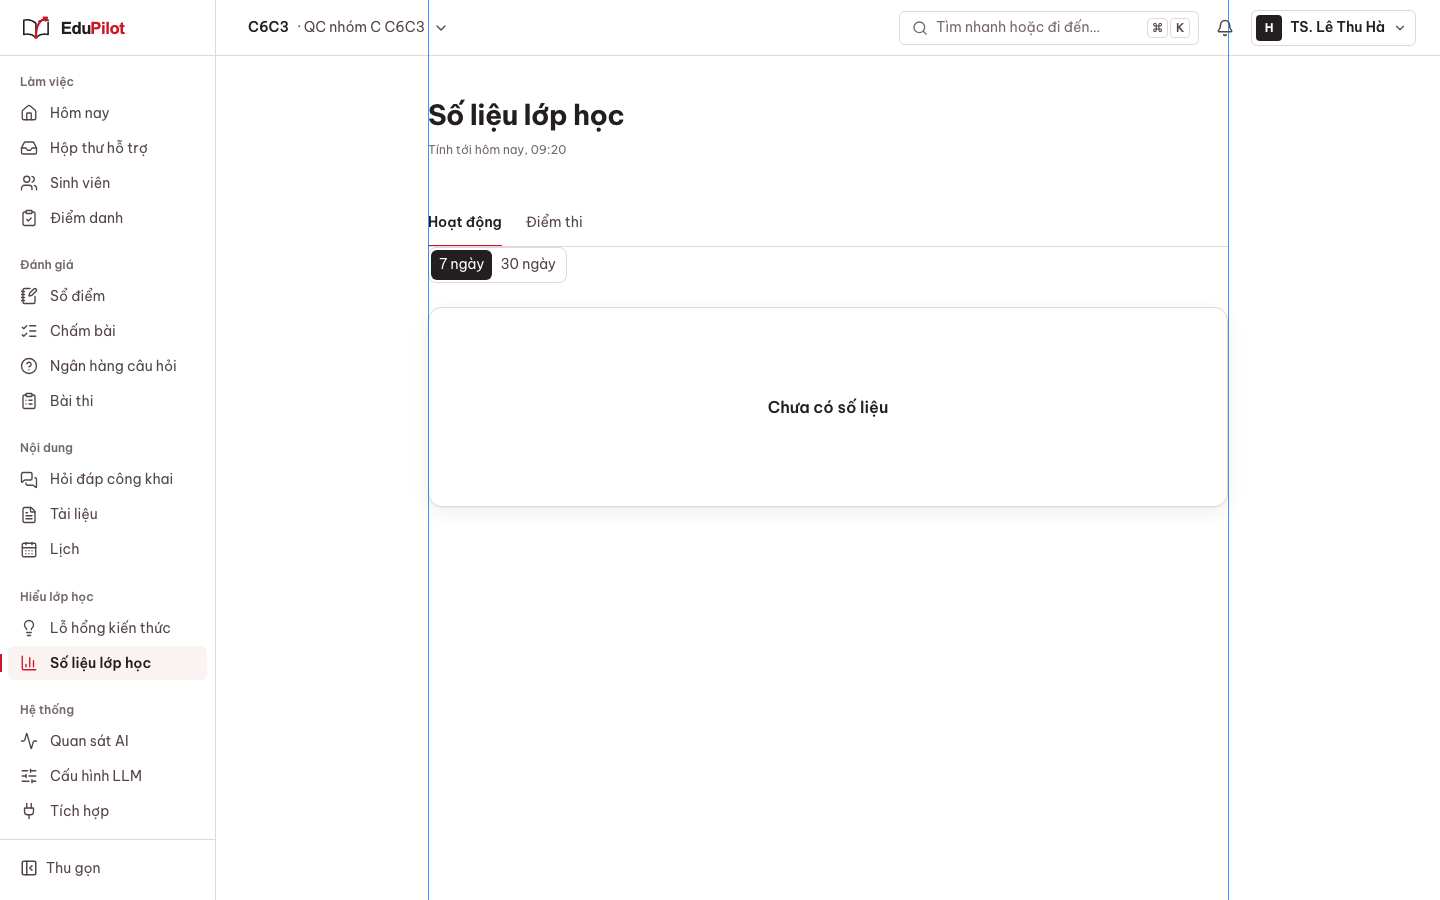 EduPilot
C6C3 · QC nhóm C C6C3
Tìm nhanh hoặc đi đến...
⌘ K
H
TS. Lê Thu Hà
Làm việc
Hôm nay
Hộp thư hỗ trợ
Sinh viên
Điểm danh
Đánh giá
Sổ điểm
Chấm bài
Ngân hàng câu hỏi
Bài thi
Nội dung
Hỏi đáp công khai
Tài liệu
Lịch
Hiểu lớp học
Lỗ hổng kiến thức
Số liệu lớp học
Hệ thống
Quan sát AI
Cấu hình LLM
Tích hợp
Thu gọn
Số liệu lớp học
Tính tới hôm nay, 09:20
Hoạt động Điểm thi
7 ngày 30 ngày
Chưa có số liệu